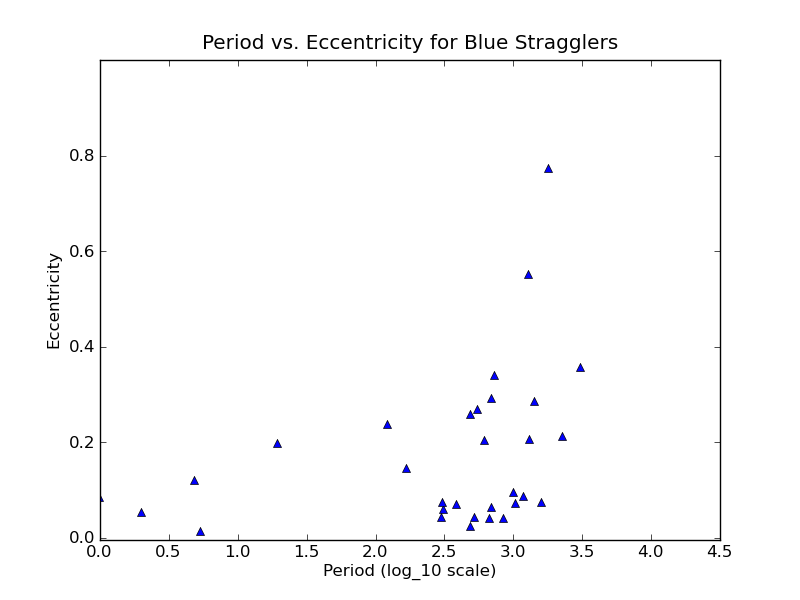 Period vs. Eccentricity for Blue Stragglers
Eccentricity
0.8
0.6
0.4
0.2
0.0
0.0 0.5 1.0 1.5 2.0 2.5 3.0 3.5 4.0 4.5
Period (log_10 scale)